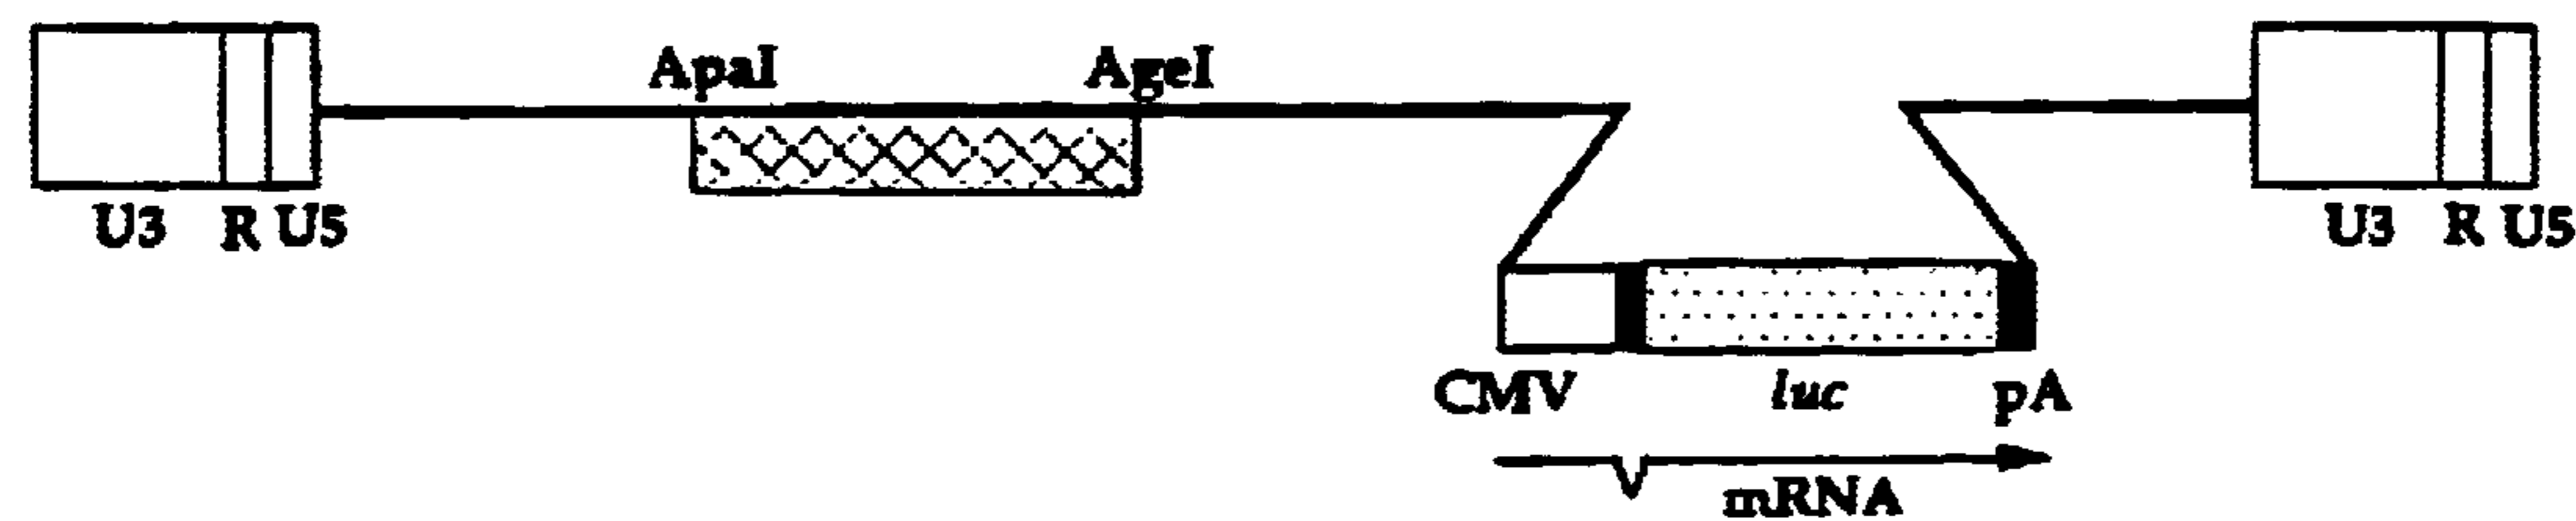 ApaI AgeI
U3 R U5 U3 R U5
CMV luc pA
mRNA